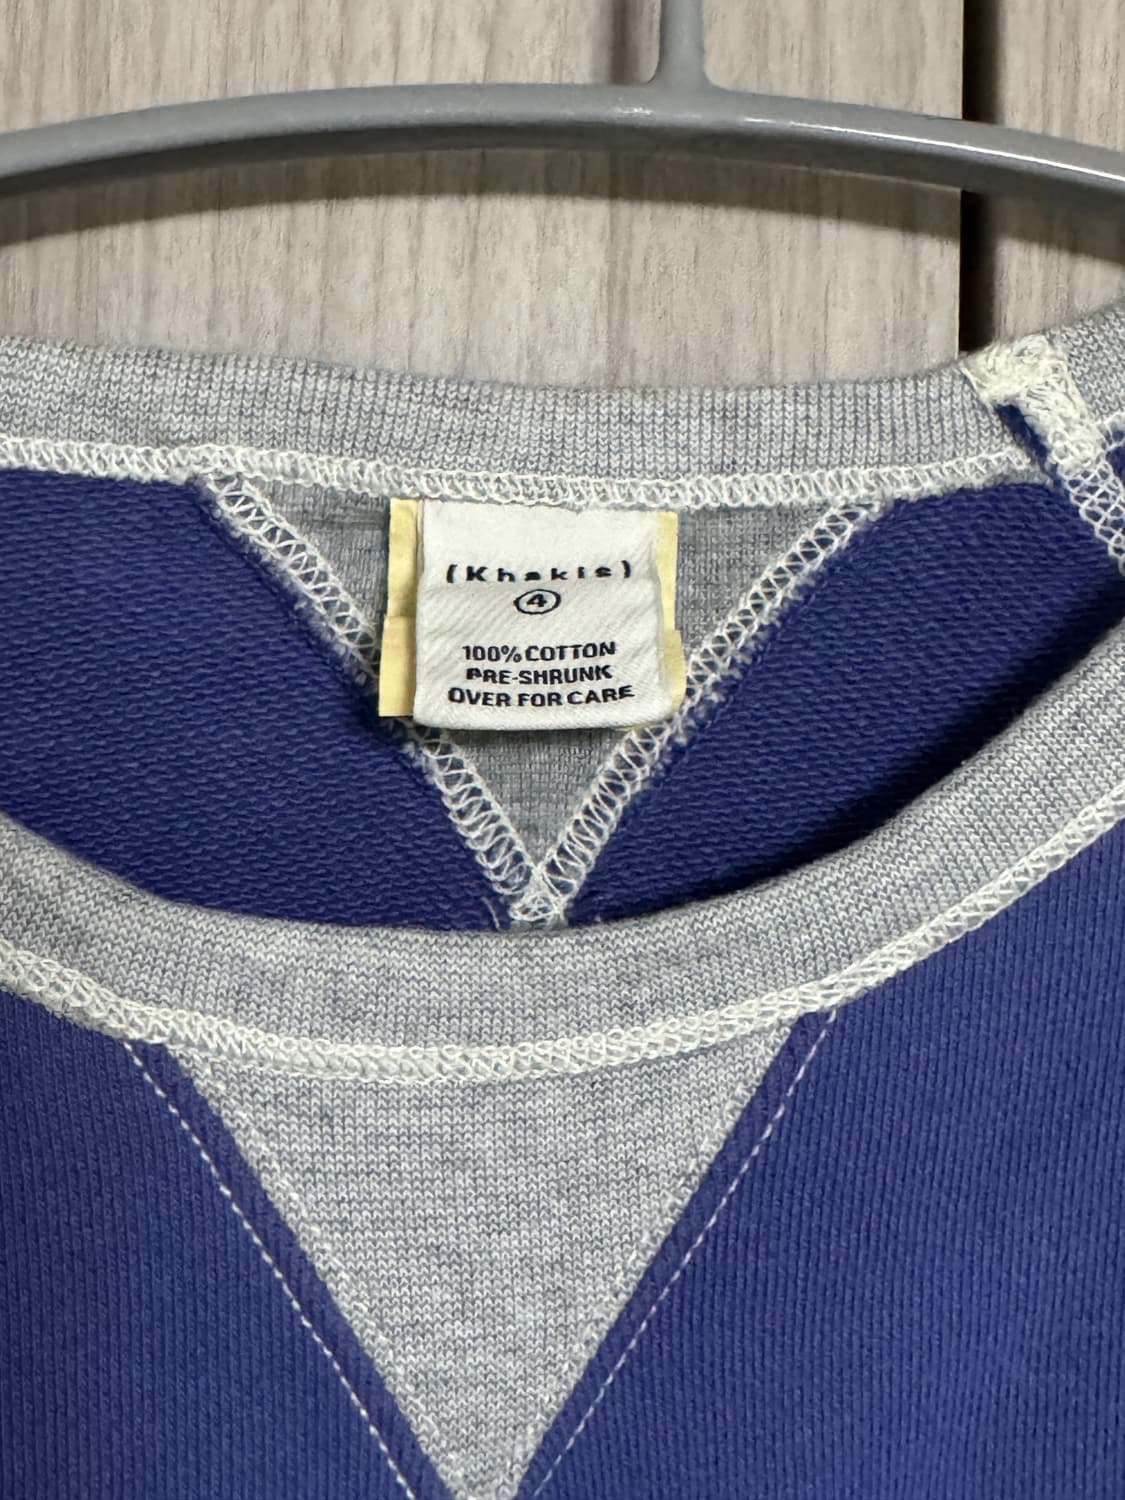 (Khakis)
4
100% COTTON
PRE-SHRUNK
OVER FOR CARE